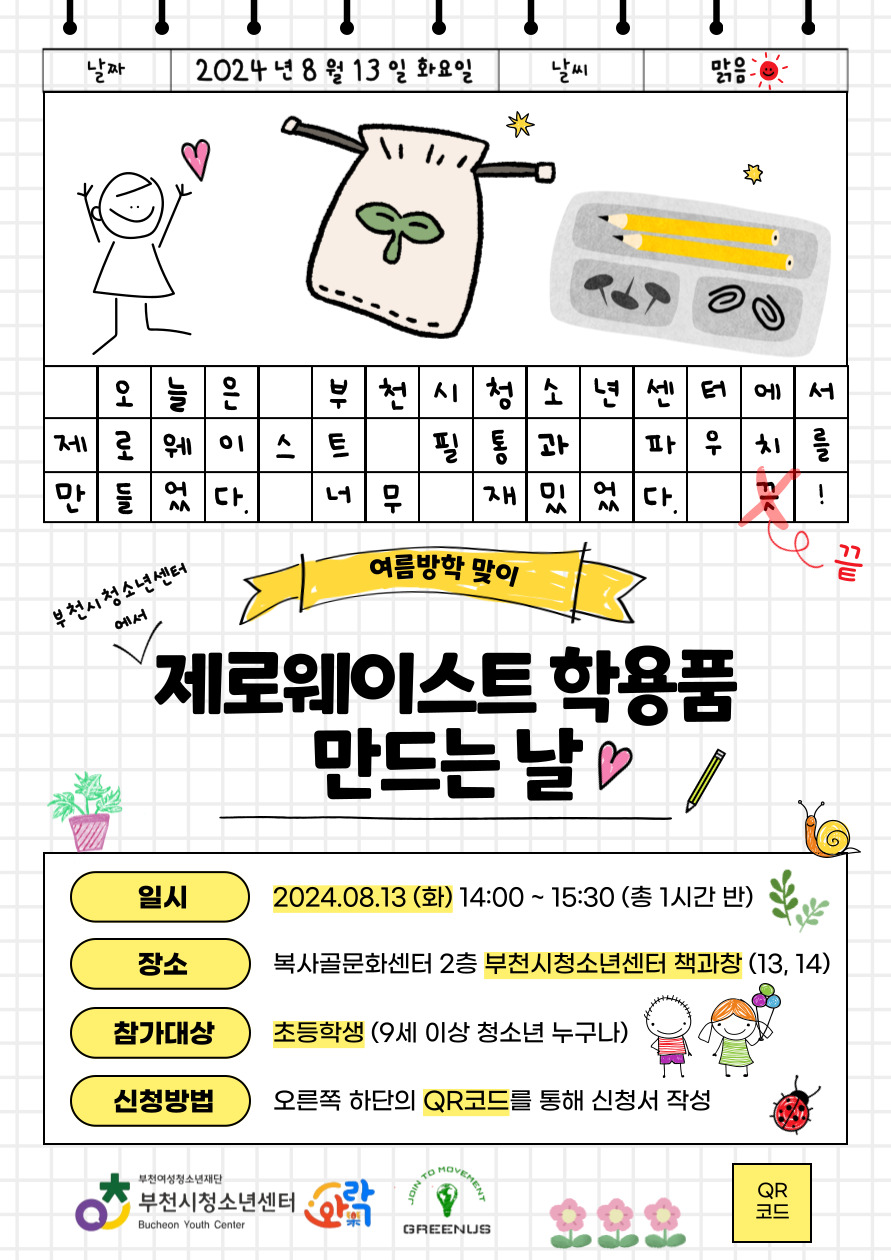 날짜 2024년 8월 13일 화요일 날씨 맑음
오늘은 부천시청소년센터에서
제로웨이스트 필통과 파우치를
만들었다. 너무 재밌었다. 끗!
끝
여름방학 맞이
부천시청소년센터
에서
제로웨이스트 학용품
만드는 날
일시 2024.08.13 (화) 14:00 ~ 15:30 (총 1시간 반)
장소 복사골문화센터 2층 부천시청소년센터 책과창 (13, 14)
참가대상 초등학생 (9세 이상 청소년 누구나)
신청방법 오른쪽 하단의 QR코드를 통해 신청서 작성
부천여성청소년재단
부천시청소년센터
Bucheon Youth Center
와락
JOIN TO MOVEMENT
GREENUS
QR
코드